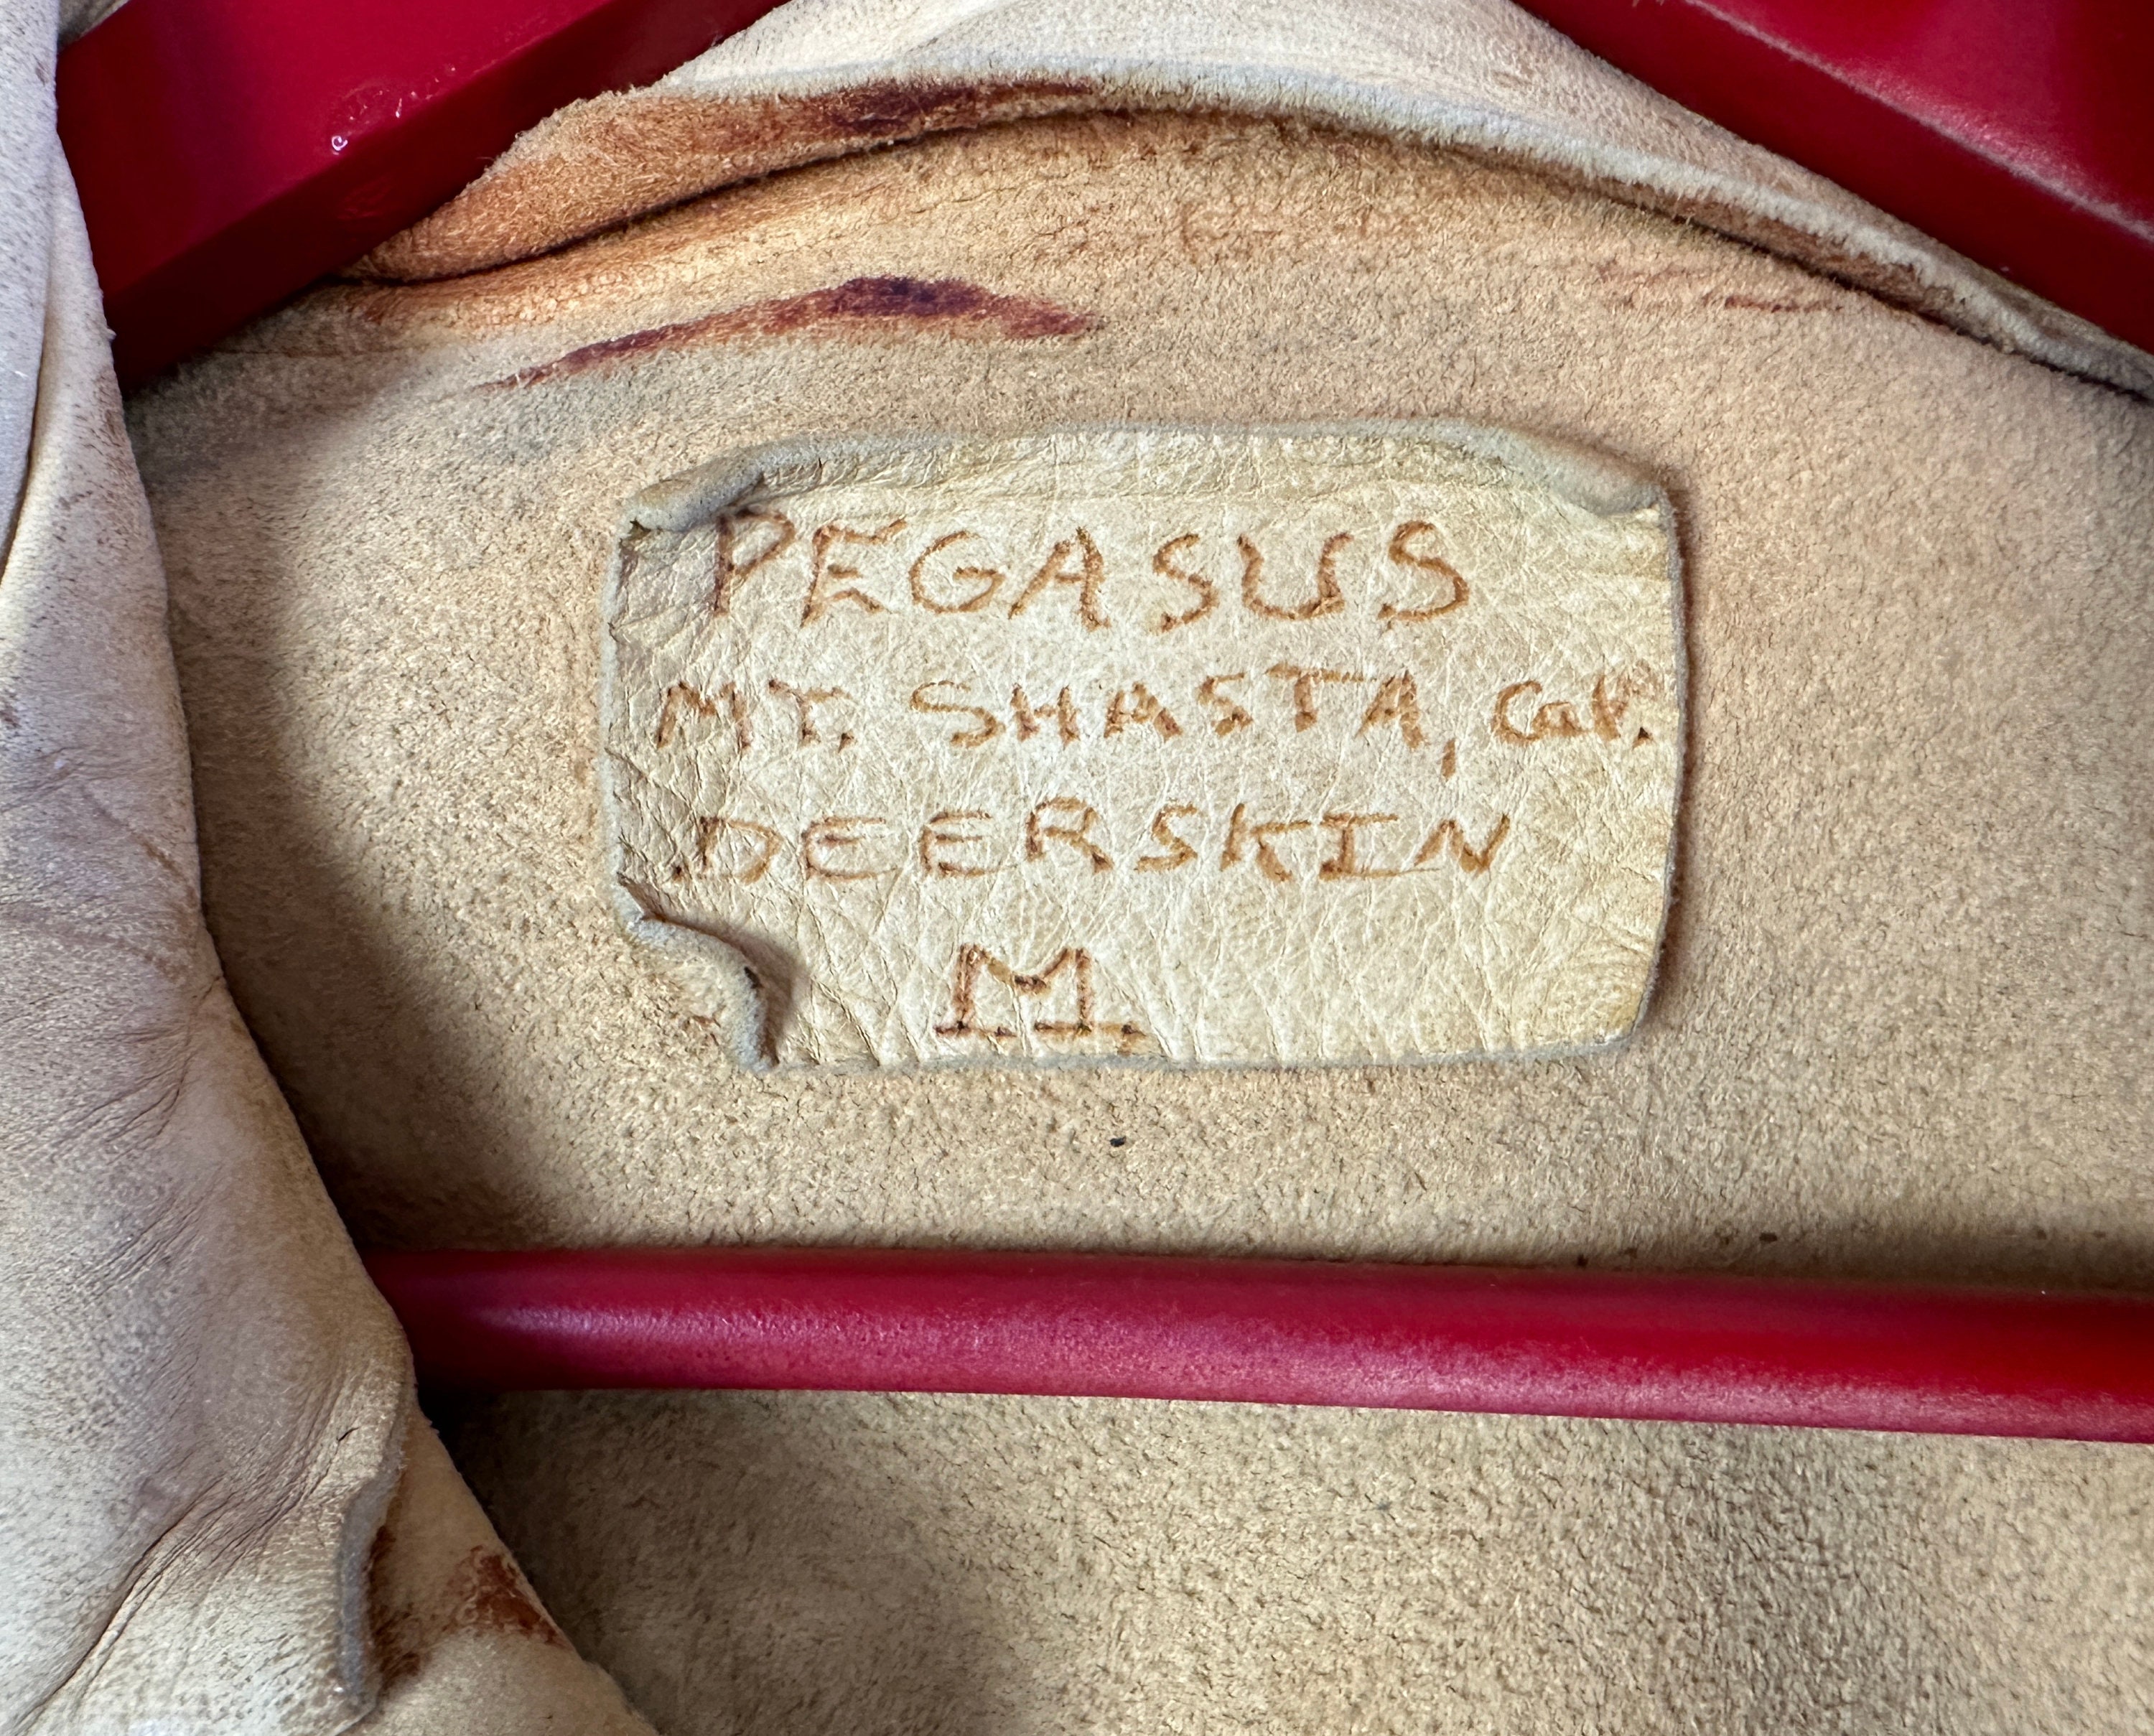 PEGASUS
MT. SHASTA, Cal.
DEERSKIN
M.